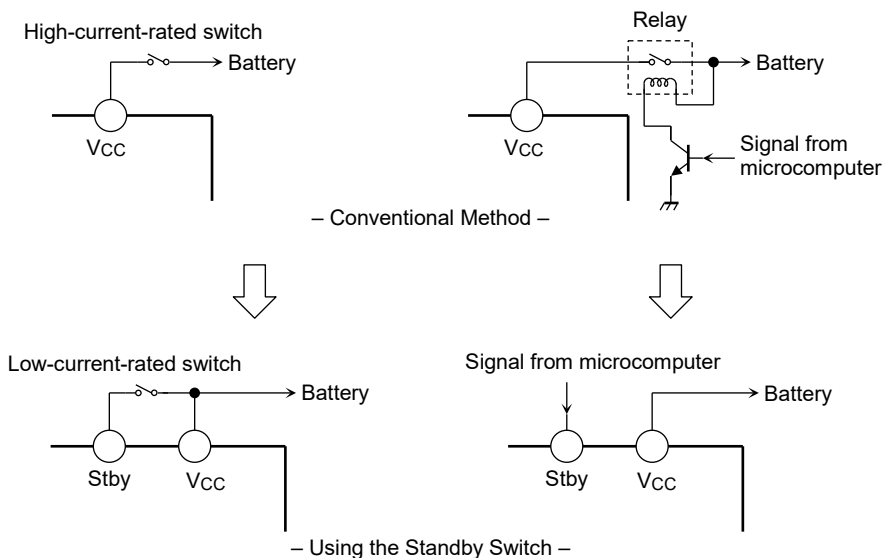 High-current-rated switch
Battery
VCC
Relay
Battery
VCC
Signal from
microcomputer
– Conventional Method –
Low-current-rated switch
Battery
Stby
VCC
Signal from microcomputer
Battery
Stby
VCC
– Using the Standby Switch –